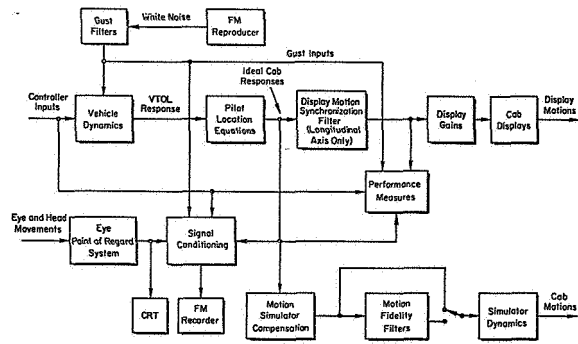 White Noise
Gust
Filters
FM
Reproducer
Gust Inputs
Ideal Cab
Responses
Controller
Inputs
Vehicle
Dynamics
VTOL
Response
Pilot
Location
Equations
Display Motion
Synchronization
Filter
(Longitudinal
Axis Only)
Display
Gains
Cab
Displays
Display
Motions
Performance
Measures
Eye and Head
Movements
Eye
Point of Regard
System
Signal
Conditioning
CRT
FM
Recorder
Motion
Simulator
Compensation
Motion
Fidelity
Filters
Simulator
Dynamics
Cab
Motions